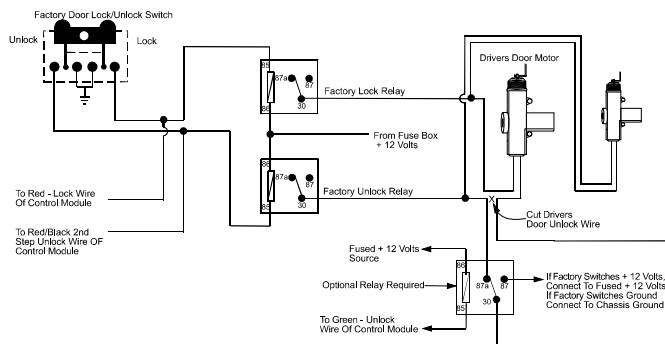 Factory Door Lock/Unlock Switch
Unlock
Lock
85
87a
87
86
30
Factory Lock Relay
Drivers Door Motor
From Fuse Box
+ 12 Volts
86
87a
87
85
30
Factory Unlock Relay
To Red - Lock Wire
Of Control Module
To Red/Black 2nd
Step Unlock Wire OF
Control Module
X
Cut Drivers
Door Unlock Wire
Fused + 12 Volts
Source
86
87a
87
85
30
Optional Relay Required
If Factory Switches + 12 Volts,
Connect To Fused + 12 Volts
If Factory Switches Ground
Connect To Chassis Ground
To Green - Unlock
Wire Of Control Module